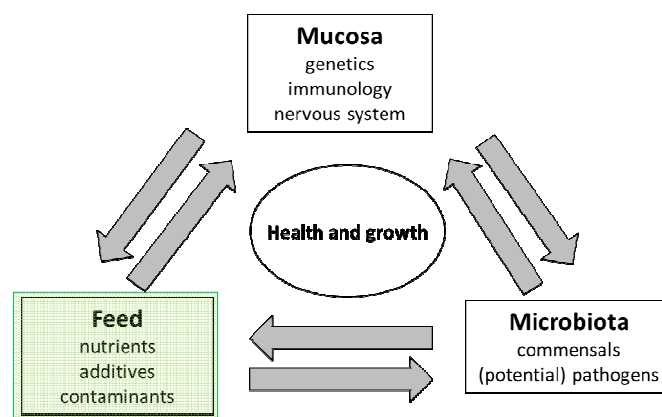 Mucosa
genetics
immunology
nervous system
Health and growth
Feed
nutrients
additives
contaminants
Microbiota
commensals
(potential) pathogens